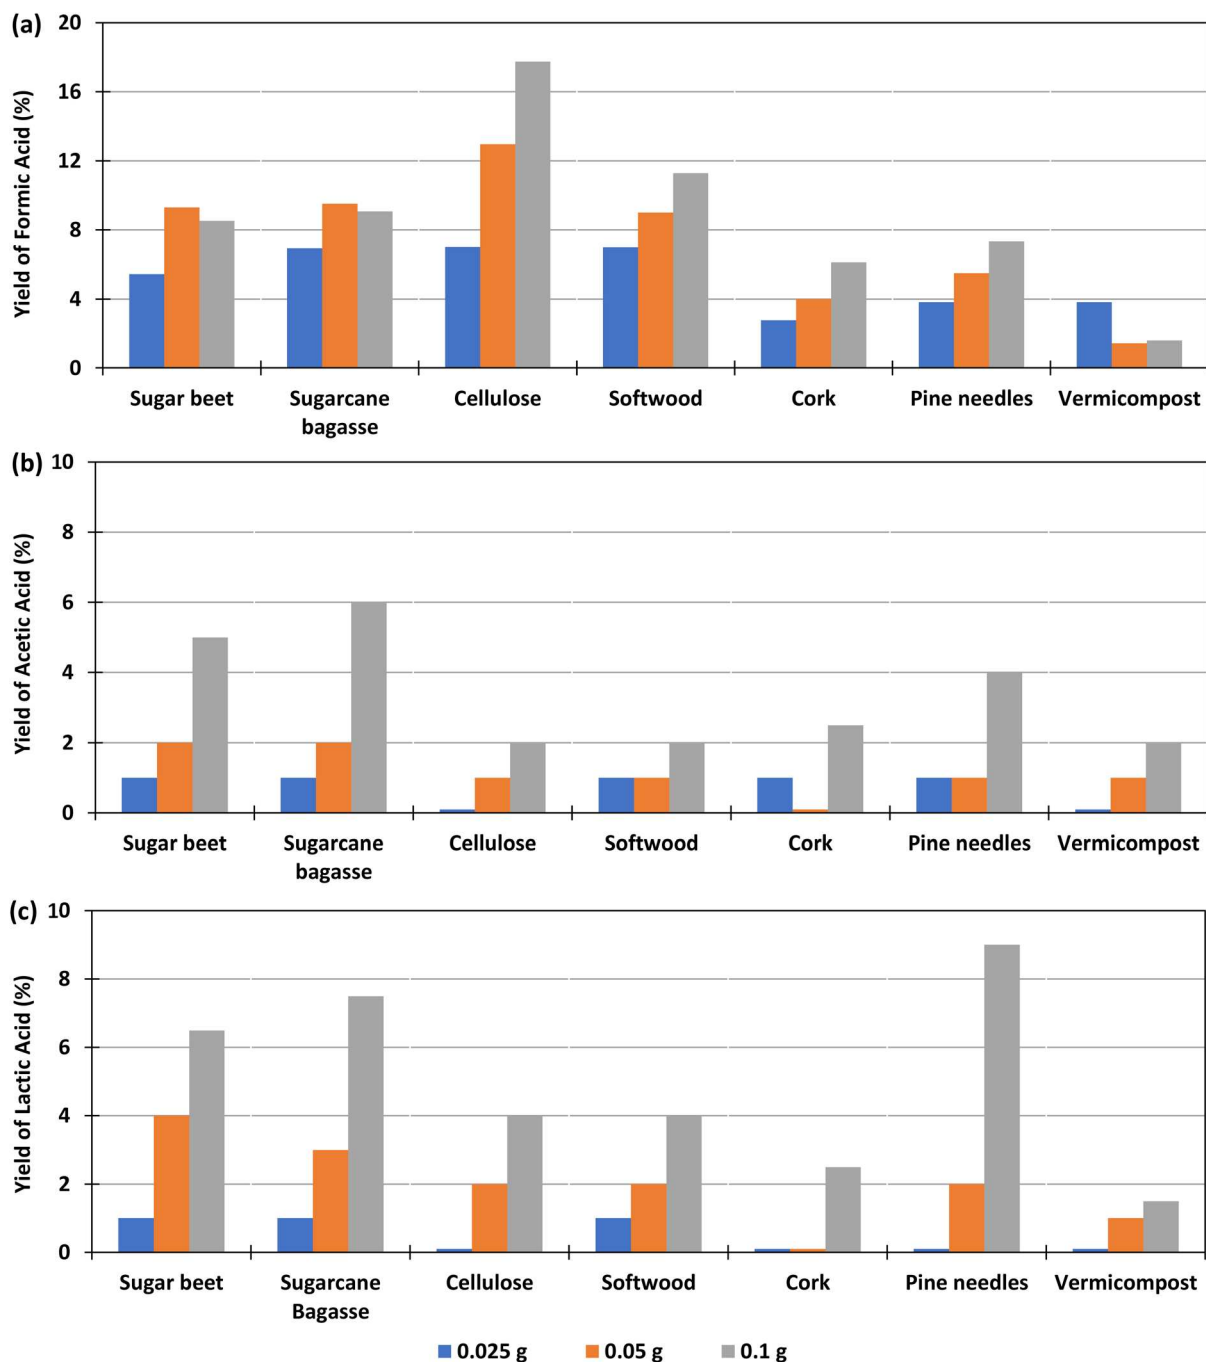 (a)
Yield of Formic Acid (%)
20
16
12
8
4
0
Sugar beet
Sugarcane
bagasse
Cellulose
Softwood
Cork
Pine needles
Vermicompost
(b)
Yield of Acetic Acid (%)
10
8
6
4
2
0
Sugar beet
Sugarcane
bagasse
Cellulose
Softwood
Cork
Pine needles
Vermicompost
(c)
Yield of Lactic Acid (%)
10
8
6
4
2
0
Sugar beet
Sugarcane
Bagasse
Cellulose
Softwood
Cork
Pine needles
Vermicompost
0.025 g
0.05 g
0.1 g